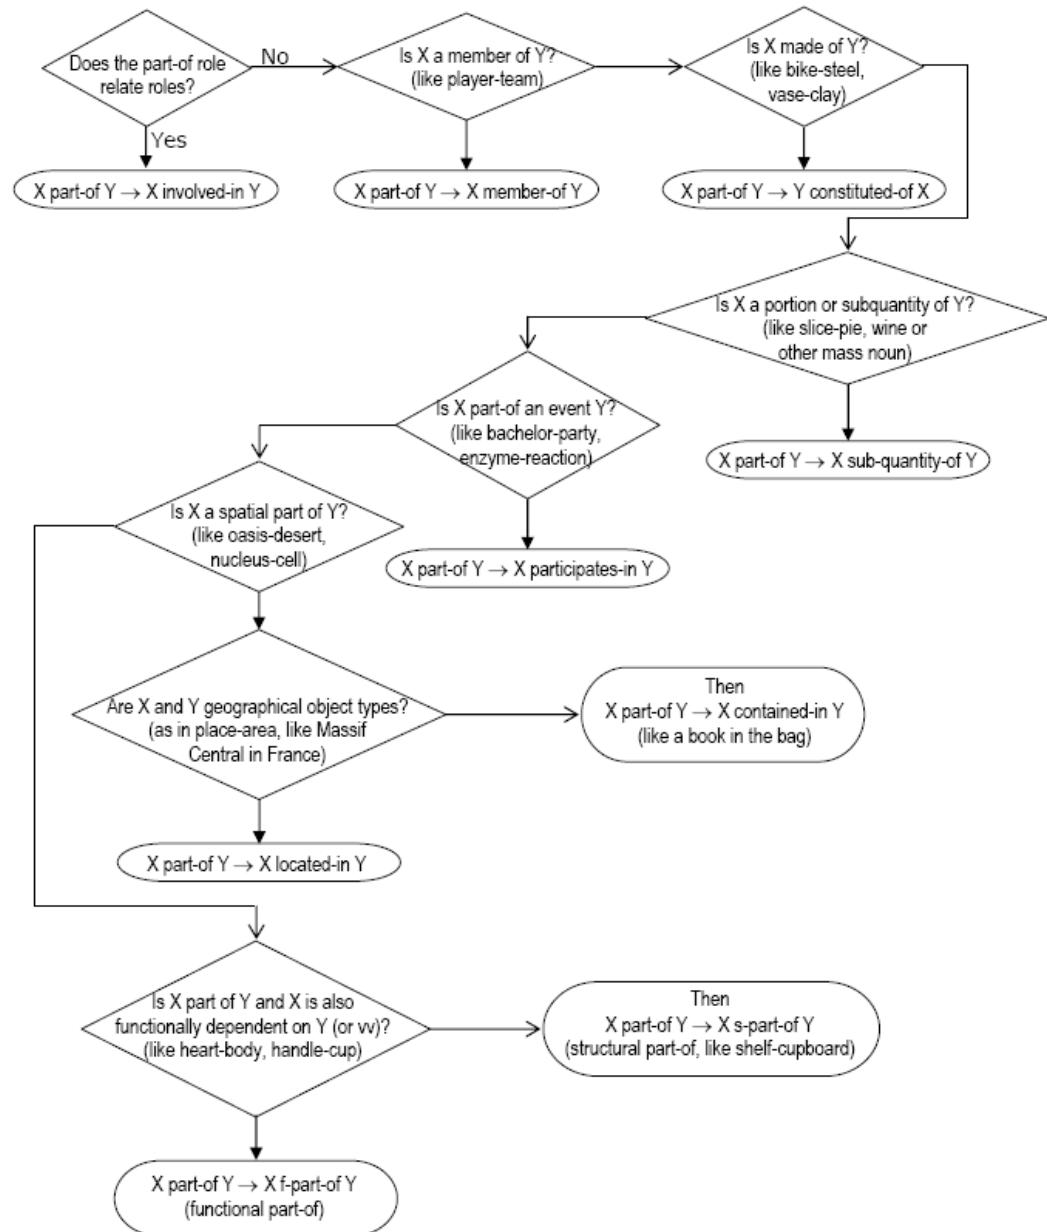 Does the part-of role
relate roles?
No
Yes
X part-of Y → X involved-in Y
Is X a member of Y?
(like player-team)
X part-of Y → X member-of Y
Is X made of Y?
(like bike-steel,
vase-clay)
X part-of Y → Y constituted-of X
Is X a portion or subquantity of Y?
(like slice-pie, wine or
other mass noun)
X part-of Y → X sub-quantity-of Y
Is X part-of an event Y?
(like bachelor-party,
enzyme-reaction)
X part-of Y → X participates-in Y
Is X a spatial part of Y?
(like oasis-desert,
nucleus-cell)
Are X and Y geographical object types?
(as in place-area, like Massif
Central in France)
Then
X part-of Y → X contained-in Y
(like a book in the bag)
X part-of Y → X located-in Y
Is X part of Y and X is also
functionally dependent on Y (or vv)?
(like heart-body, handle-cup)
Then
X part-of Y → X s-part-of Y
(structural part-of, like shelf-cupboard)
X part-of Y → X f-part-of Y
(functional part-of)